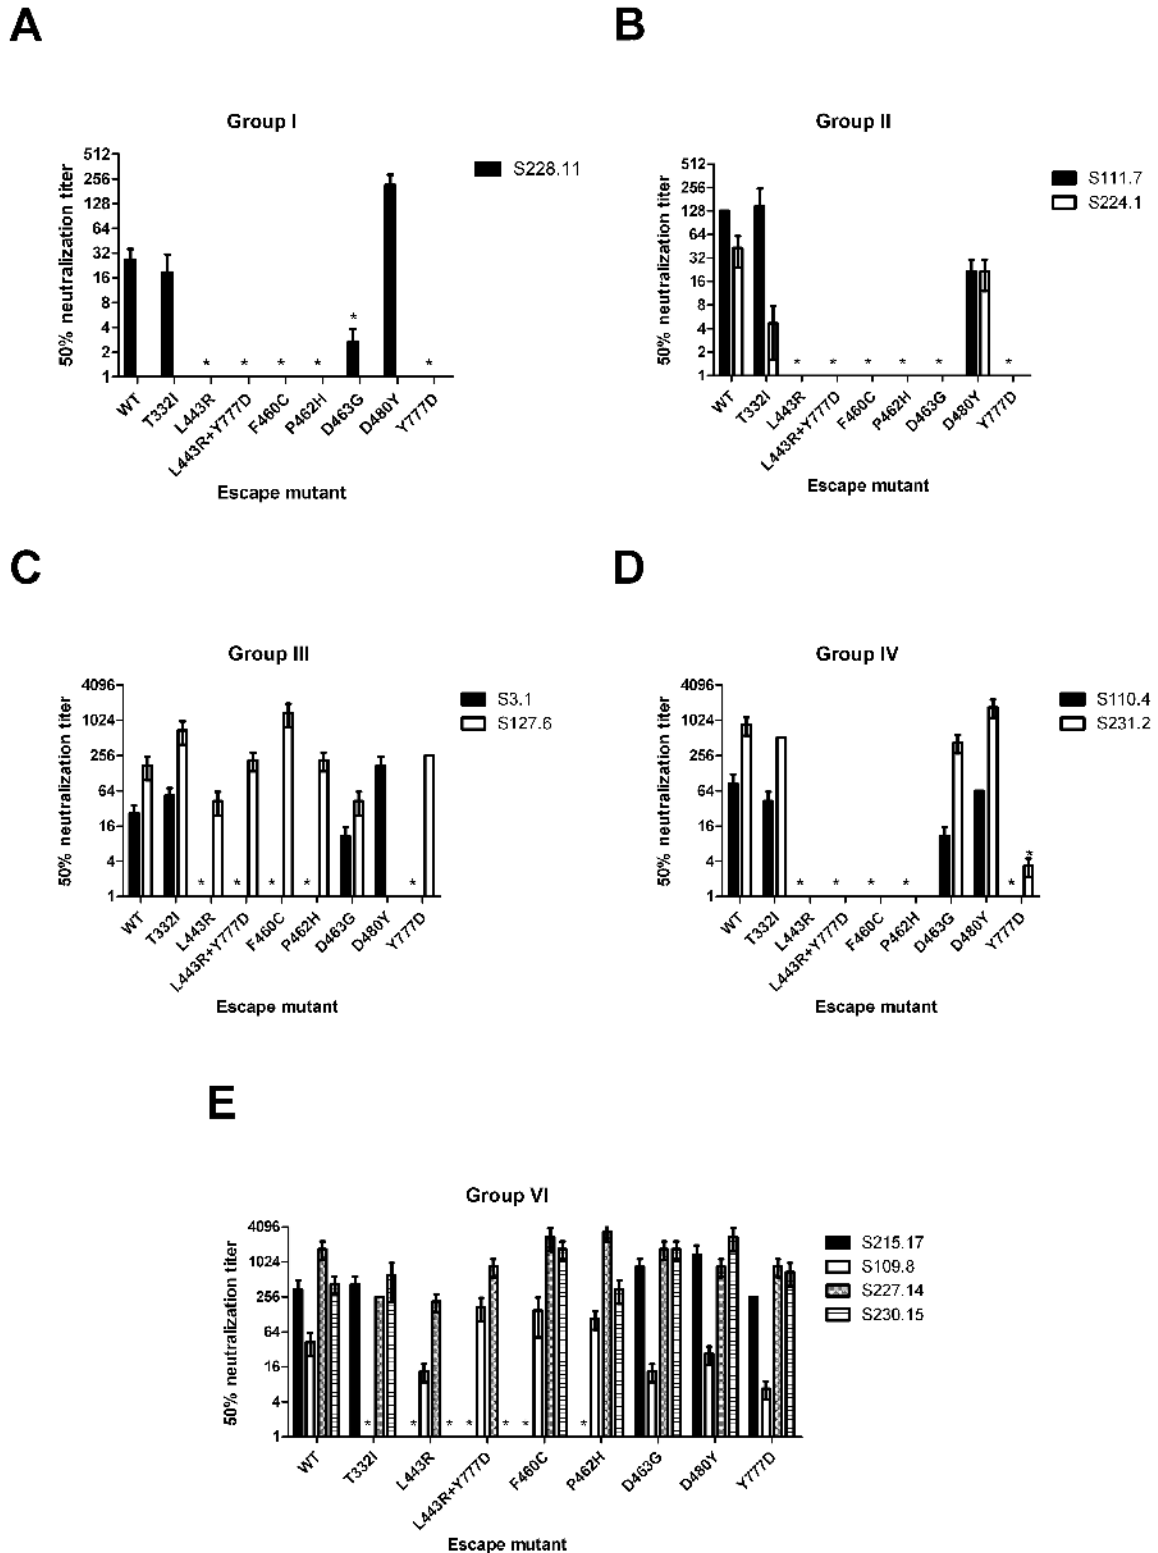 A
Group I
50% neutralization titer
512
256
128
64
32
16
8
4
2
1
*
*
*
*
*
*
WT
T332I
L443R
L443R+Y777D
F460C
P462H
D463G
D480Y
Y777D
Escape mutant
S228.11
B
Group II
50% neutralization titer
512
256
128
64
32
16
8
4
2
1
*
*
*
*
*
*
WT
T332I
L443R
L443R+Y777D
F460C
P462H
D463G
D480Y
Y777D
Escape mutant
S111.7
S224.1
C
Group III
50% neutralization titer
4096
1024
256
64
16
4
1
*
*
*
*
*
WT
T332I
L443R
L443R+Y777D
F460C
P462H
D463G
D480Y
Y777D
Escape mutant
S3.1
S127.6
D
Group IV
50% neutralization titer
4096
1024
256
64
16
4
1
*
*
*
*
*
*
WT
T332I
L443R
L443R+Y777D
F460C
P462H
D463G
D480Y
Y777D
Escape mutant
S110.4
S231.2
E
Group VI
50% neutralization titer
4096
1024
256
64
16
4
1
*
*
*
*
*
*
*
WT
T332I
L443R
L443R+Y777D
F460C
P462H
D463G
D480Y
Y777D
Escape mutant
S215.17
S109.8
S227.14
S230.15